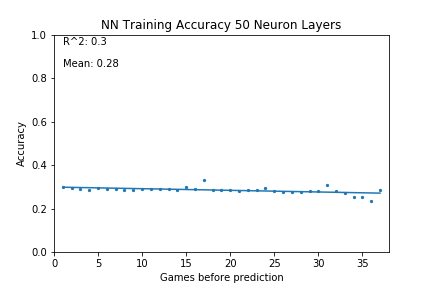 NN Training Accuracy 50 Neuron Layers
R^2: 0.3
Mean: 0.28
Accuracy
1.0
0.8
0.6
0.4
0.2
0.0
0 5 10 15 20 25 30 35
Games before prediction